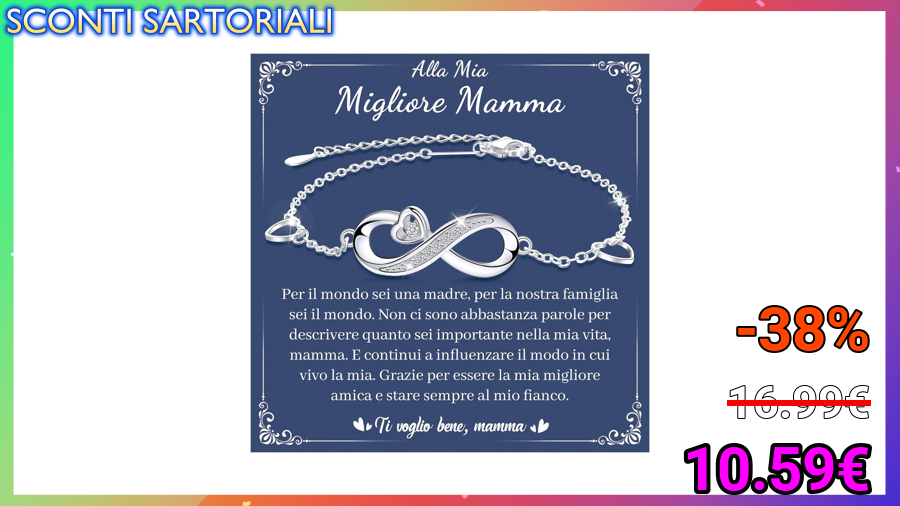 SCONTI SARTORIALI
Alla Mia
Migliore Mamma
Per il mondo sei una madre, per la nostra famiglia
sei il mondo. Non ci sono abbastanza parole per
descrivere quanto sei importante nella mia vita,
mamma. E continui a influenzare il modo in cui
vivo la mia. Grazie per essere la mia migliore
amica e stare sempre al mio fianco.
Ti voglio bene, mamma
-38%
16.99€
10.59€